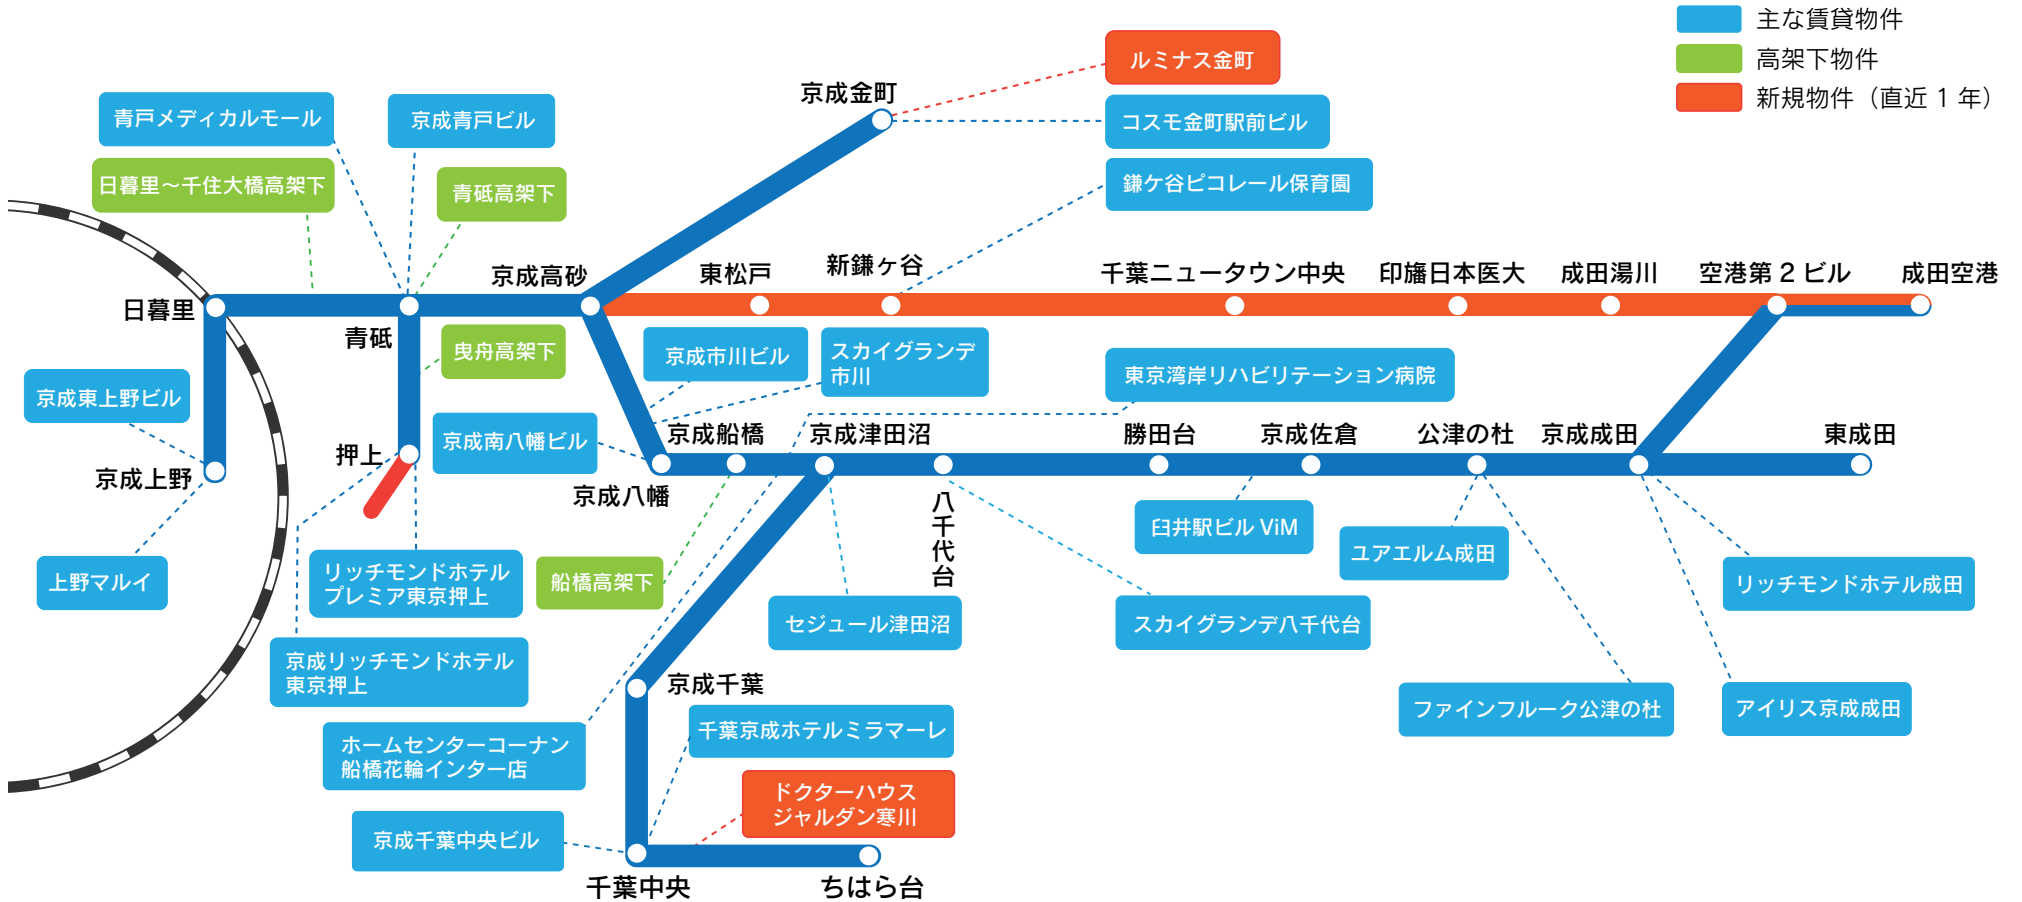 主な賃貸物件
高架下物件
新規物件（直近 1 年）
ルミナス金町
京成金町
コスモ金町駅前ビル
青戸メディカルモール
京成青戸ビル
日暮里～千住大橋高架下
青砥高架下
鎌ケ谷ピコレール保育園
京成高砂
東松戸
新鎌ヶ谷
千葉ニュータウン中央
印旛日本医大
成田湯川
空港第 2 ビル
成田空港
日暮里
青砥
曳舟高架下
京成市川ビル
スカイグランデ
市川
東京湾岸リハビリテーション病院
京成東上野ビル
京成南八幡ビル
京成船橋
京成津田沼
勝田台
京成佐倉
公津の杜
京成成田
東成田
押上
京成上野
京成八幡
八千代台
臼井駅ビル ViM
ユアエルム成田
上野マルイ
リッチモンドホテル
プレミア東京押上
船橋高架下
リッチモンドホテル成田
セジュール津田沼
スカイグランデ八千代台
京成リッチモンドホテル
東京押上
京成千葉
ファインフルーク公津の杜
アイリス京成成田
千葉京成ホテルミラマーレ
ホームセンターコーナン
船橋花輪インター店
ドクターハウス
ジャルダン寒川
京成千葉中央ビル
千葉中央
ちはら台